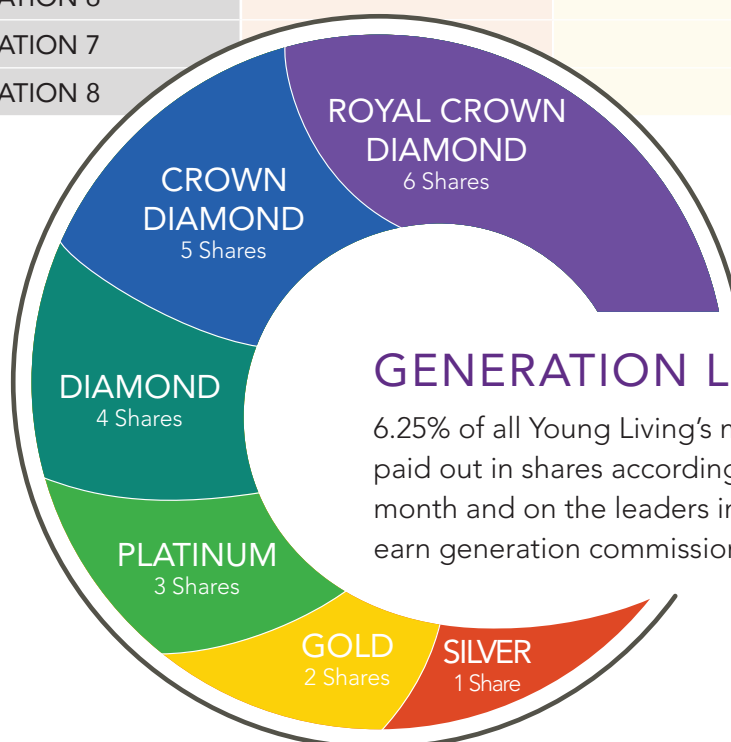 ATION 7
ATION 8
ROYAL CROWN
DIAMOND
6 Shares
CROWN
DIAMOND
5 Shares
DIAMOND
4 Shares
PLATINUM
3 Shares
GOLD
2 Shares
SILVER
1 Share
GENERATION L
6.25% of all Young Living’s
paid out in shares according
month and on the leaders
earn generation commission